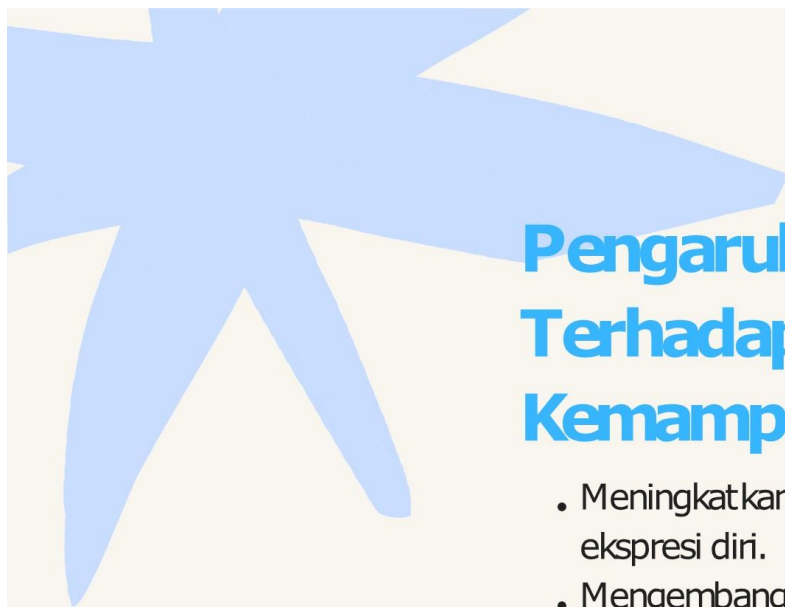 Pengaruh
Terhadap
Kemamp
Meningkatkan
ekspresi diri.
Mengembang